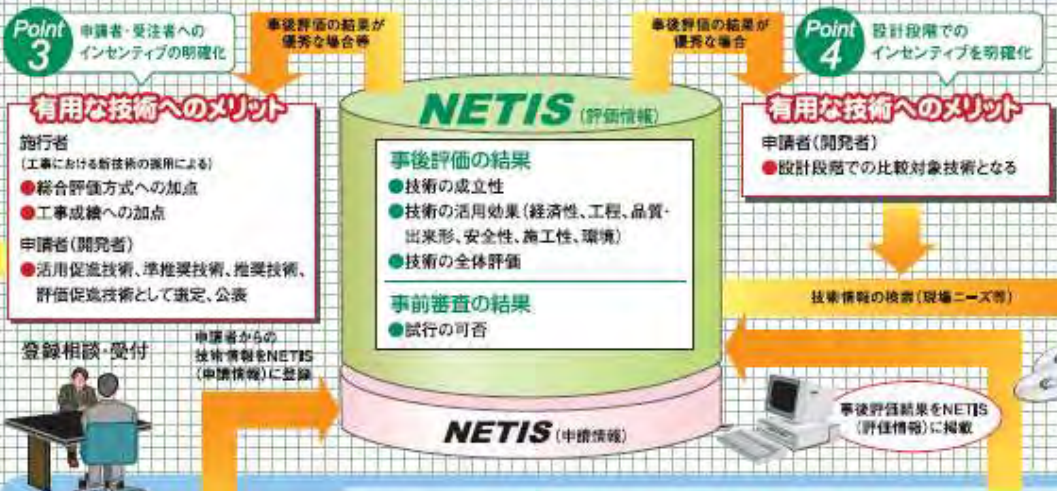 Point 3
申請者・受注者への
インセンティブの明確化
事後評価の結果が
優秀な場合等
有用な技術へのメリット
施行者
(工事における新技術の採用による)
●総合評価方式への加点
●工事成績への加点
申請者(開発者)
●活用促進技術、準推奨技術、推奨技術、
評価促進技術として選定、公表
登録相談・受付
申請者からの
技術情報をNETIS
(申請情報)に登録
NETIS (評価情報)
事後評価の結果
●技術の成立性
●技術の活用効果(経済性、工程、品質・
出来形、安全性、施工性、環境)
●技術の全体評価
事前審査の結果
●試行の可否
NETIS (申請情報)
事後評価の結果が
優秀な場合
Point 4
設計段階での
インセンティブを明確化
有用な技術へのメリット
申請者(開発者)
●設計段階での比較対象技術となる
技術情報の検索(現場ニーズ等)
事後評価結果をNETIS
(評価情報)に掲載